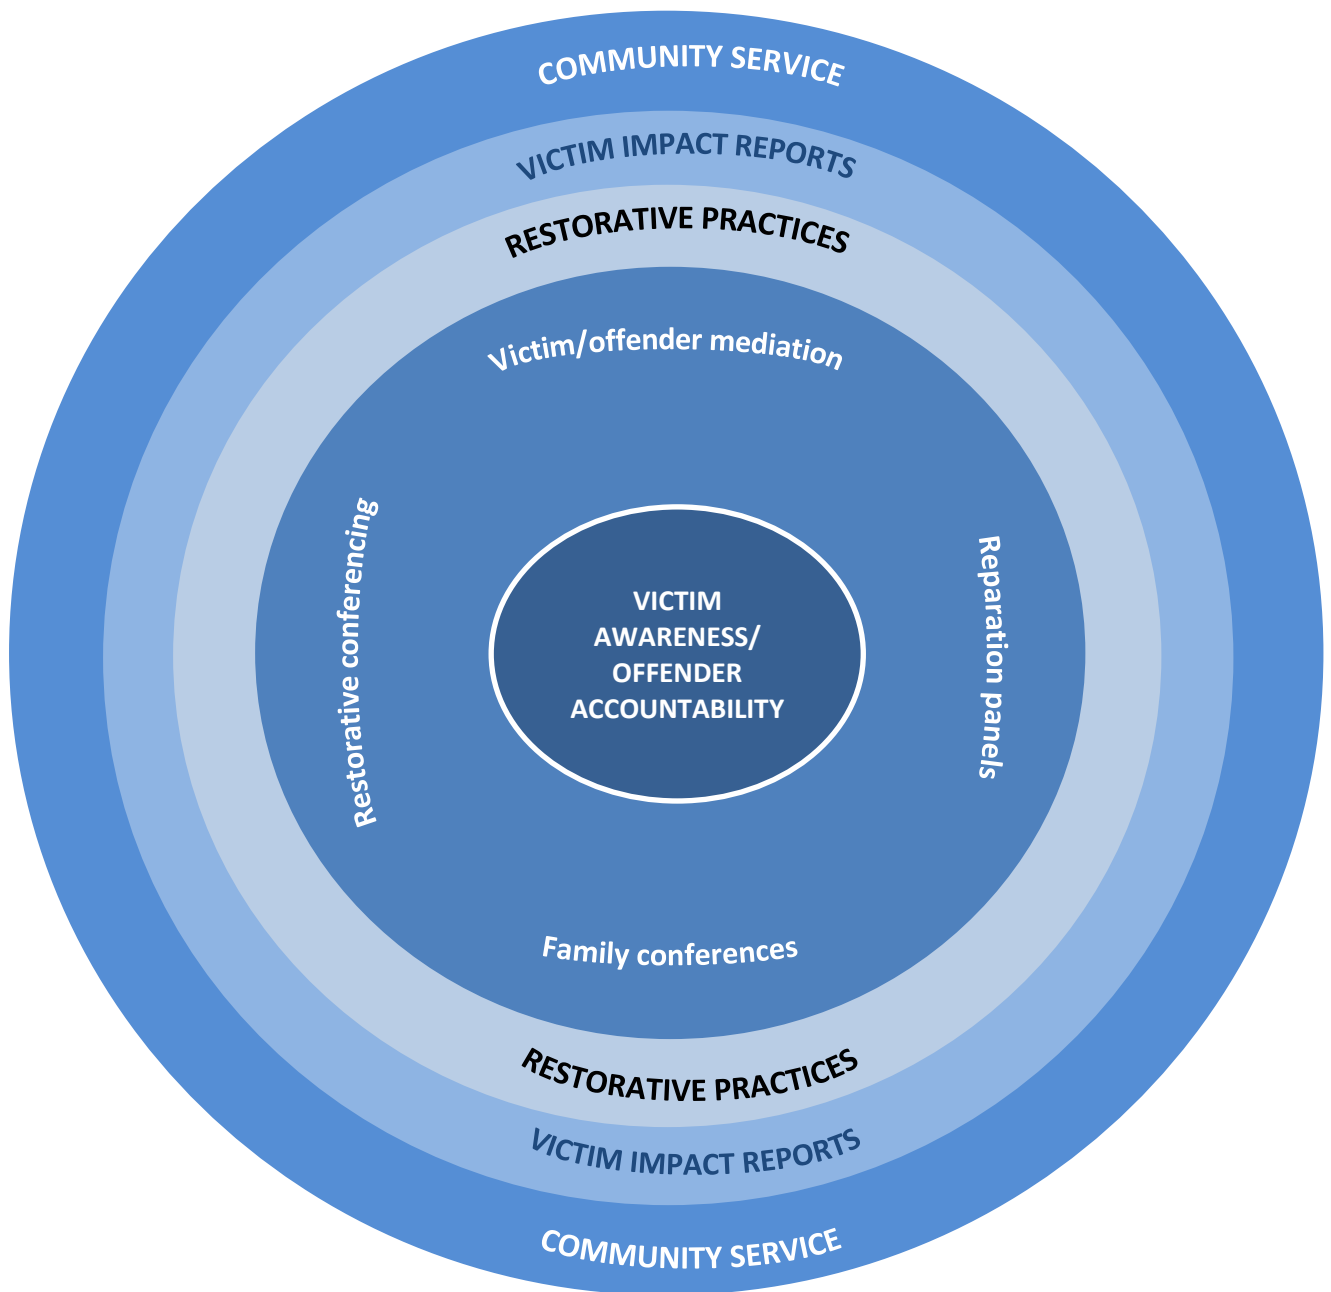 COMMUNITY SERVICE
VICTIM IMPACT REPORTS
RESTORATIVE PRACTICES
Victim/offender mediation
Restorative conferencing
VICTIM
AWARENESS/
OFFENDER
ACCOUNTABILITY
Reparation panels
Family conferences
RESTORATIVE PRACTICES
VICTIM IMPACT REPORTS
COMMUNITY SERVICE